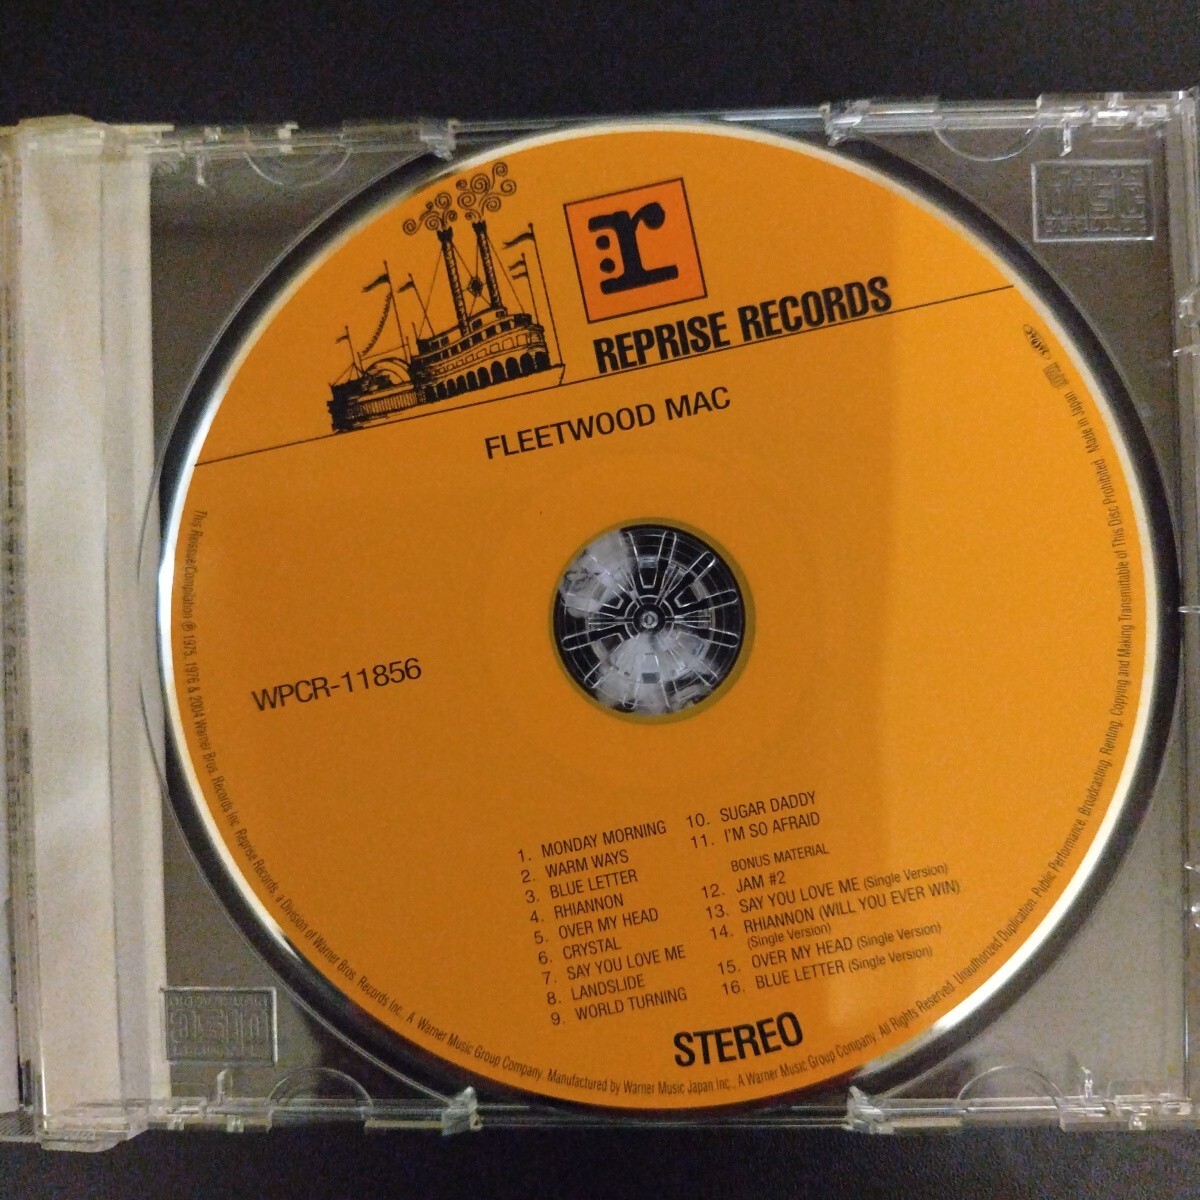 r
REPRISE RECORDS
FLEETWOOD MAC
WPCR-11856
1. MONDAY MORNING
2. WARM WAYS
3. BLUE LETTER
4. RHIANNON
5. OVER MY HEAD
6. CRYSTAL
7. SAY YOU LOVE ME
8. LANDSLIDE
9. WORLD TURNING
10. SUGAR DADDY
11. I'M SO AFRAID
BONUS MATERIAL
12. JAM #2
13. SAY YOU LOVE ME (Single Version)
14. RHIANNON (WILL YOU EVER WIN)
(Single Version)
15. OVER MY HEAD (Single Version)
16. BLUE LETTER (Single Version)
STEREO
This Reissue/Compilation ℗ 1975, 1976 & 2004 Warner Bros. Records Inc. Reprise Records, a Division of Warner Bros. Records Inc., A Warner Music Group Company. Manufactured by Warner Music Japan Inc., A Warner Music Group Company. All Rights Reserved. Unauthorized Duplication, Public Performance, Broadcasting, Renting, Copying and Making Transmittable of This Disc Prohibited. Made in Japan